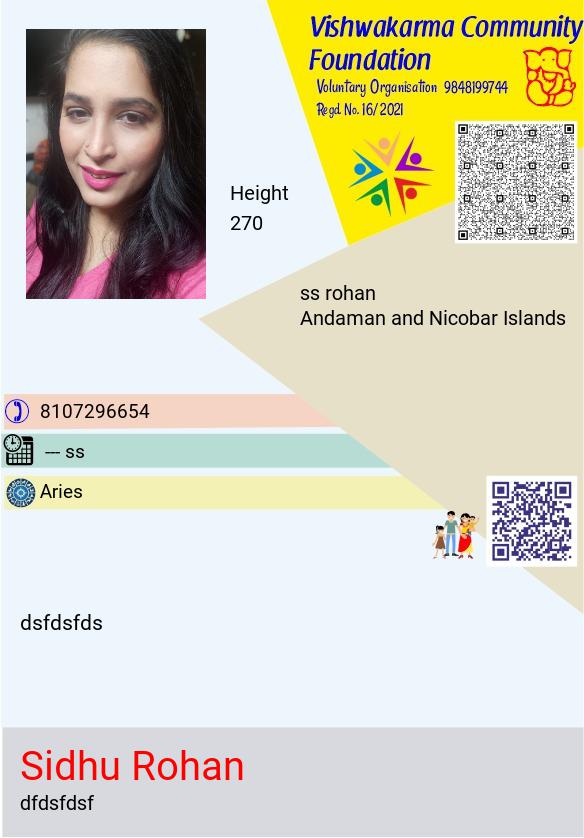 Vishwakarma Community
Foundation
Voluntary Organisation 9848199744
Regd. No. 16/2021
Height
270
ss rohan
Andaman and Nicobar Islands
8107296654
--- ss
Aries
dsfdsfds
Sidhu Rohan
dfdsfdsf